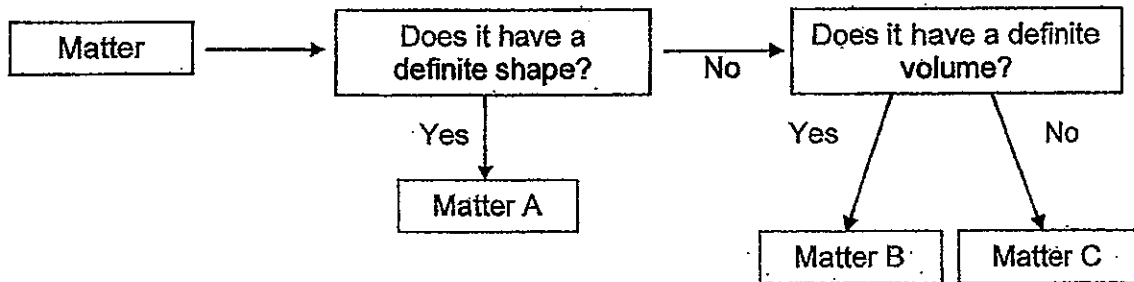 Matter
Does it have a
definite shape?
No
Does it have a definite
volume?
Yes
Matter A
Yes
No
Matter B
Matter C